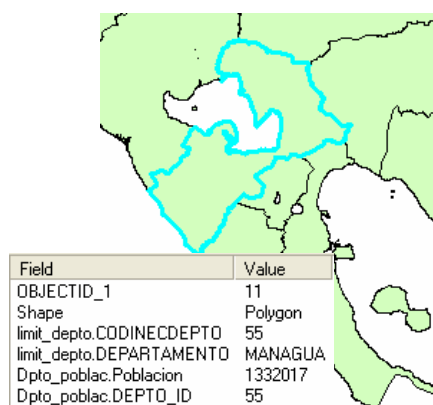 Field Value
OBJECTID_1 11
Shape Polygon
limit_depto.CODINECDEPTO 55
limit_depto.DEPARTAMENTO MANAGUA
Dpto_poblac.Poblacion 1332017
Dpto_poblac.DEPTO_ID 55